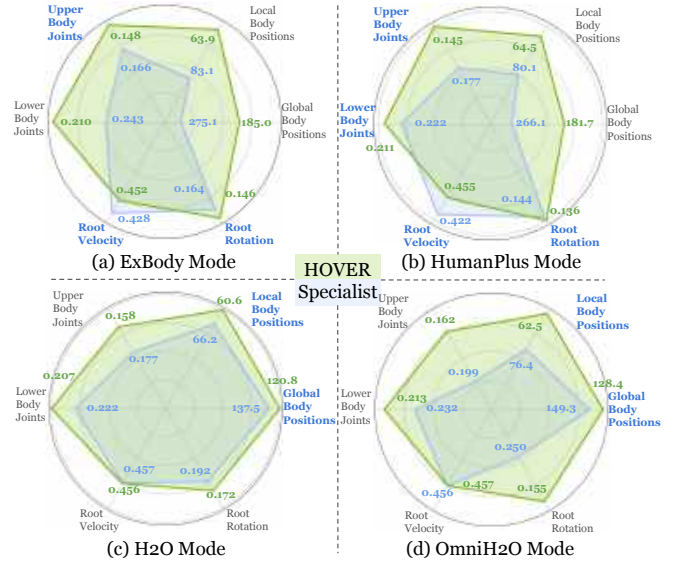 Upper
Body
Joints
0.148
63.9
Local
Body
Positions
0.166
83.1
Lower
Body
Joints
0.210
0.243
275.1
185.0
Global
Body
Positions
0.452
0.164
0.146
0.428
Root
Velocity
Root
Rotation
(a) ExBody Mode
Upper
Body
Joints
0.145
64.5
Local
Body
Positions
0.177
80.1
Lower
Body
Joints
0.222
0.211
266.1
181.7
Global
Body
Positions
0.455
0.144
0.136
0.422
Root
Velocity
Root
Rotation
(b) HumanPlus Mode
HOVER
Specialist
Upper
Body
Joints
0.158
60.6
Local Body
Positions
0.177
66.2
0.207
Lower
Body
Joints
0.222
137.5
120.8
Global
Body
Positions
0.457
0.456
0.192
0.172
Root
Velocity
Root
Rotation
(c) H2O Mode
Upper
Body
Joints
0.162
62.5
Local Body
Positions
0.199
76.4
Lower
Body
Joints
0.213
0.232
149.3
128.4
Global
Body
Positions
0.250
0.456
0.457
0.155
Root
Velocity
Root
Rotation
(d) OmniH2O Mode